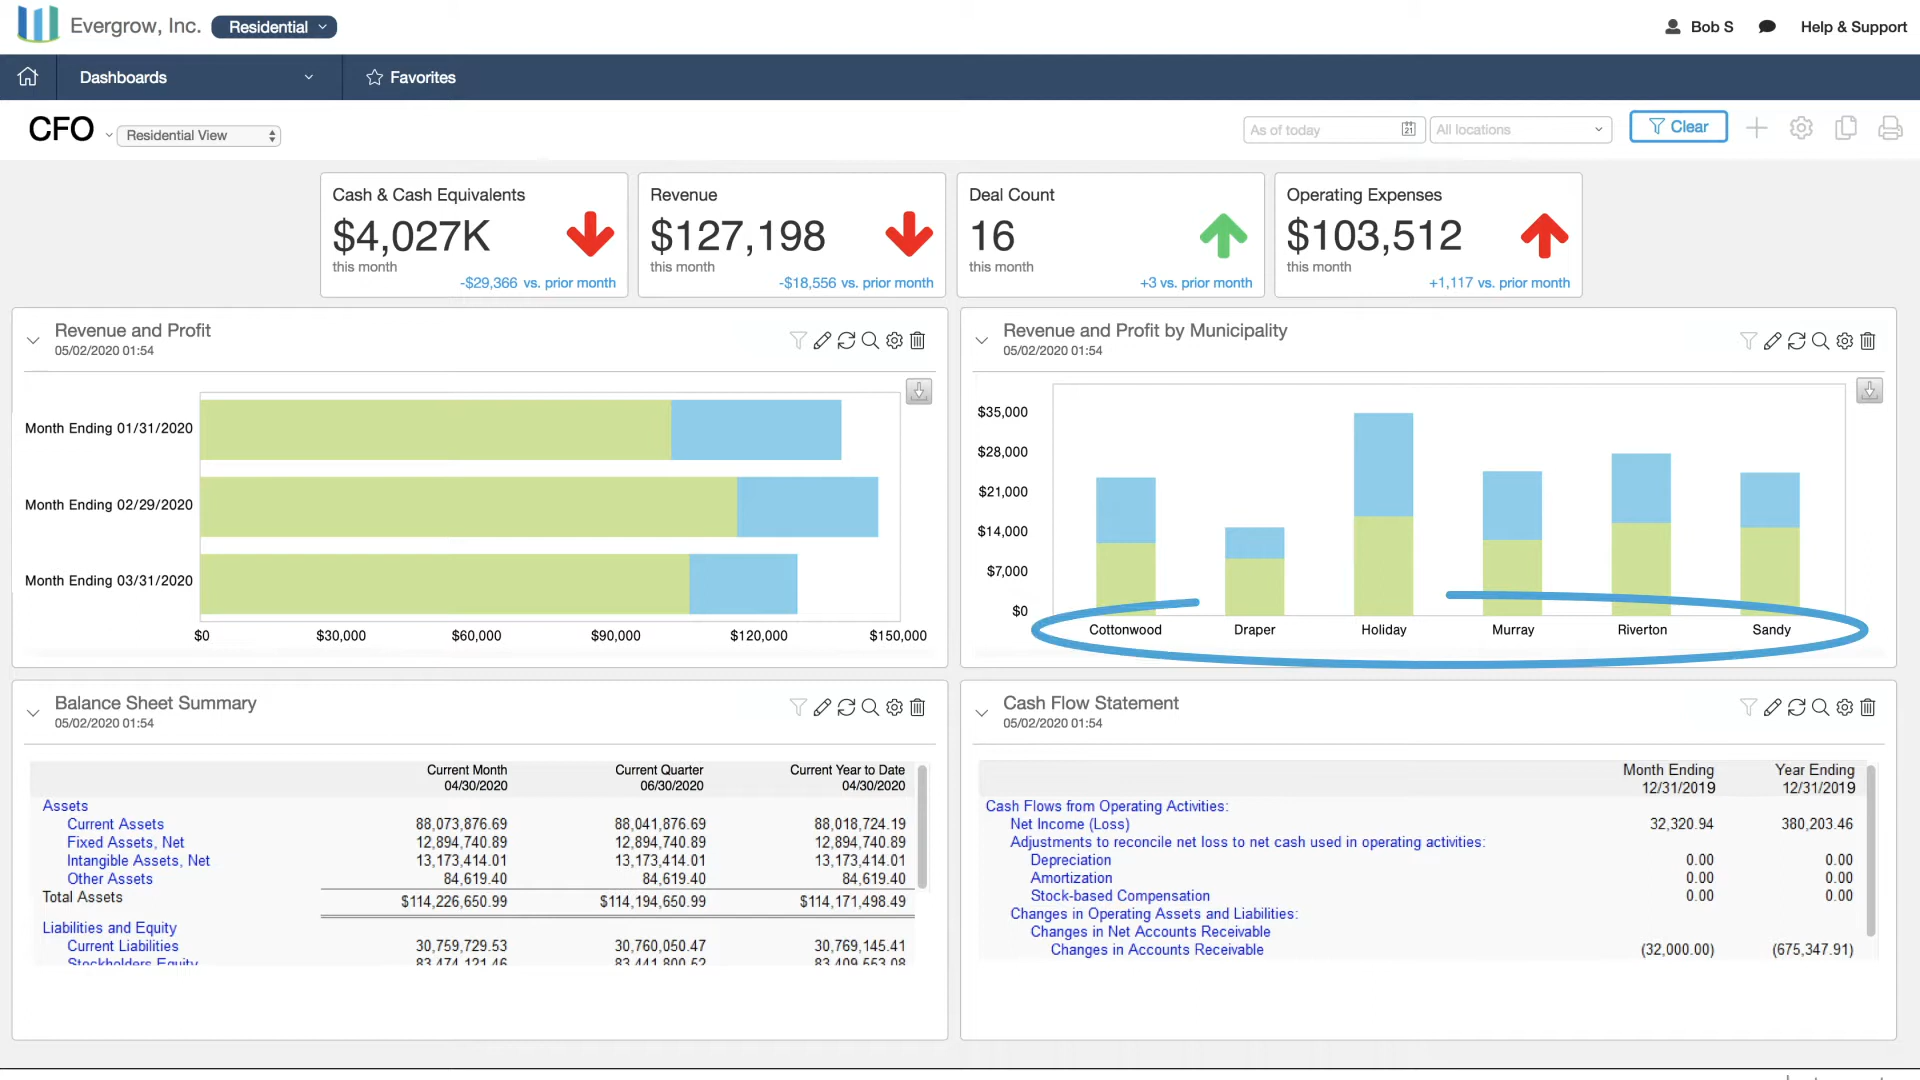 Evergrow, Inc. Residential
Bob S Help & Support
Dashboards Favorites
CFO Residential View
As of today 21 All locations Clear
Cash & Cash Equivalents
$4,027K
this month
-$29,366 vs. prior month
Revenue
$127,198
this month
-$18,556 vs. prior month
Deal Count
16
this month
+3 vs. prior month
Operating Expenses
$103,512
this month
+1,117 vs. prior month
Revenue and Profit
05/02/2020 01:54
Month Ending 01/31/2020
Month Ending 02/29/2020
Month Ending 03/31/2020
$0 $30,000 $60,000 $90,000 $120,000 $150,000
Revenue and Profit by Municipality
05/02/2020 01:54
$35,000
$28,000
$21,000
$14,000
$7,000
$0
Cottonwood Draper Holiday Murray Riverton Sandy
Balance Sheet Summary
05/02/2020 01:54
Current Month Current Quarter Current Year to Date
04/30/2020 06/30/2020 04/30/2020
Assets
Current Assets 88,073,876.69 88,041,876.69 88,018,724.19
Fixed Assets, Net 12,894,740.89 12,894,740.89 12,894,740.89
Intangible Assets, Net 13,173,414.01 13,173,414.01 13,173,414.01
Other Assets 84,619.40 84,619.40 84,619.40
Total Assets $114,226,650.99 $114,194,650.99 $114,171,498.49
Liabilities and Equity
Current Liabilities 30,759,729.53 30,760,050.47 30,769,145.41
Stockholders Equity 83,474,121.46 83,441,800.52 83,409,553.08
Cash Flow Statement
05/02/2020 01:54
Month Ending Year Ending
12/31/2019 12/31/2019
Cash Flows from Operating Activities:
Net Income (Loss) 32,320.94 380,203.46
Adjustments to reconcile net loss to net cash used in operating activities:
Depreciation 0.00 0.00
Amortization 0.00 0.00
Stock-based Compensation 0.00 0.00
Changes in Operating Assets and Liabilities:
Changes in Net Accounts Receivable
Changes in Accounts Receivable (32,000.00) (675,347.91)